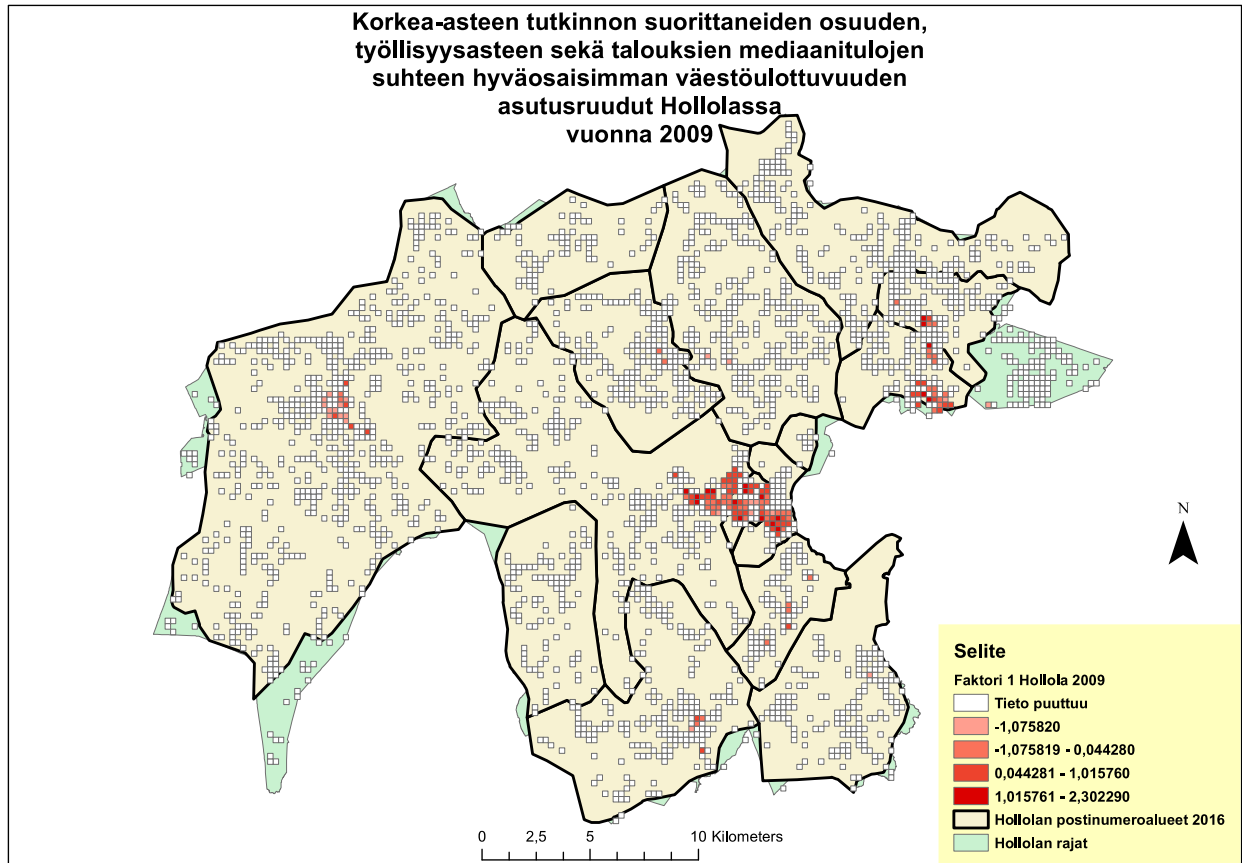 Korkea-asteen tutkinnon suorittaneiden osuuden,
työllisyysasteen sekä talouksien mediaanitulojen
suhteen hyväosaisimman väestöulottuvuuden
asutusruudut Hollolassa
vuonna 2009
N
Selite
Faktori 1 Hollola 2009
Tieto puuttuu
-1,075820
-1,075819 - 0,044280
0,044281 - 1,015760
1,015761 - 2,302290
Hollolan postinumeroalueet 2016
Hollolan rajat
0 2,5 5 10 Kilometers